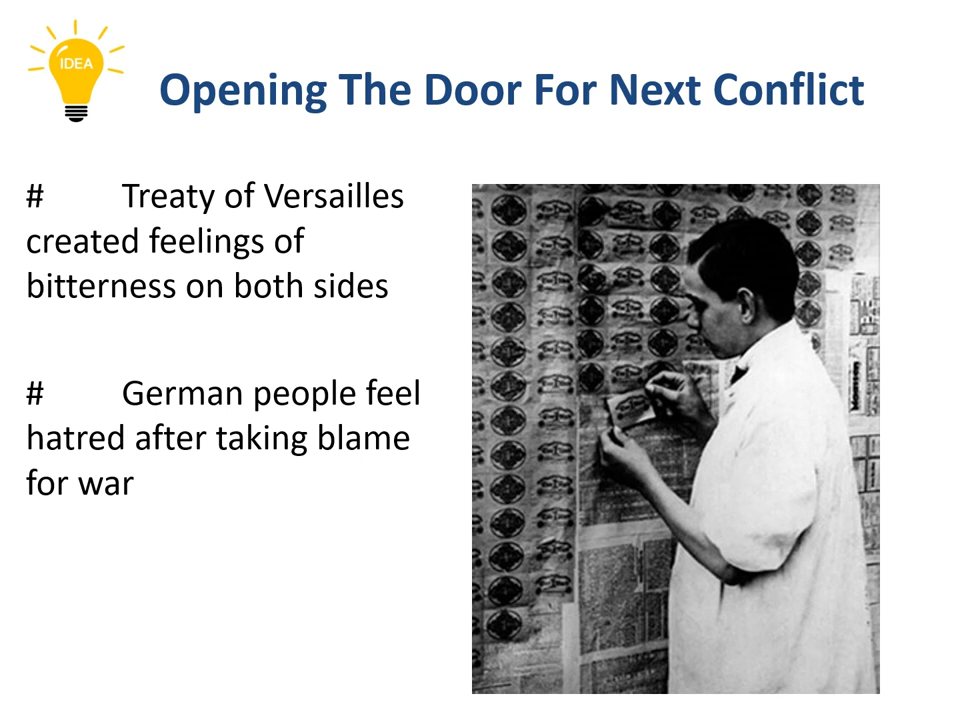 IDEA
Opening The Door For Next Conflict
# Treaty of Versailles
created feelings of
bitterness on both sides
# German people feel
hatred after taking blame
for war